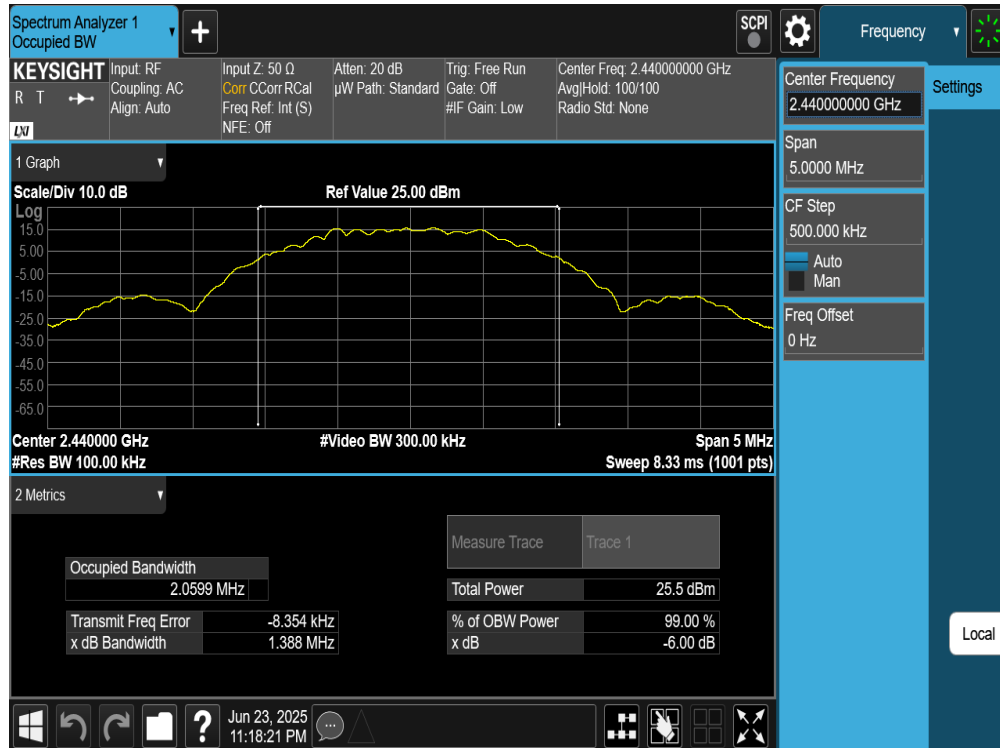 Spectrum Analyzer 1
Occupied BW
+
SCPI
Frequency
KEYSIGHT
R T
LXI
Input: RF
Coupling: AC
Align: Auto
Input Z: 50 Ω
Corr CCorr RCal
Freq Ref: Int (S)
NFE: Off
Atten: 20 dB
µW Path: Standard
Trig: Free Run
Gate: Off
#IF Gain: Low
Center Freq: 2.440000000 GHz
Avg|Hold: 100/100
Radio Std: None
Center Frequency
2.440000000 GHz
Settings
Span
5.0000 MHz
CF Step
500.000 kHz
Auto
Man
Freq Offset
0 Hz
Local
1 Graph
Scale/Div 10.0 dB
Ref Value 25.00 dBm
Log
15.0
5.00
-5.00
-15.0
-25.0
-35.0
-45.0
-55.0
-65.0
Center 2.440000 GHz
#Video BW 300.00 kHz
Span 5 MHz
#Res BW 100.00 kHz
Sweep 8.33 ms (1001 pts)
2 Metrics
Measure Trace
Trace 1
Occupied Bandwidth
2.0599 MHz
Total Power
25.5 dBm
Transmit Freq Error
-8.354 kHz
% of OBW Power
99.00 %
x dB Bandwidth
1.388 MHz
x dB
-6.00 dB
?
Jun 23, 2025
11:18:21 PM